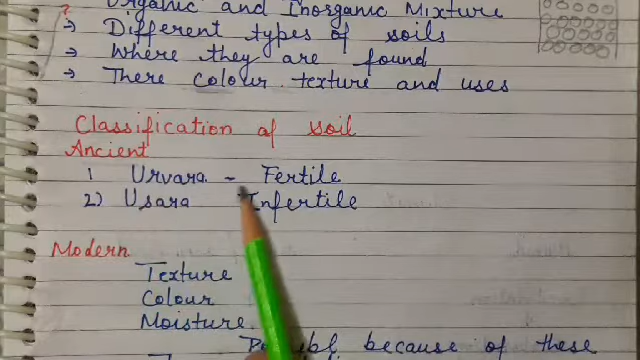 Organic and Inorganic Mixture
?
→ Different types of soils
→ Where they are found
→ There colour texture and uses
Classification of soil
Ancient
1 Urvara - Fertile
2) Usara Infertile
Modern
Texture
Colour
Moisture
because of these